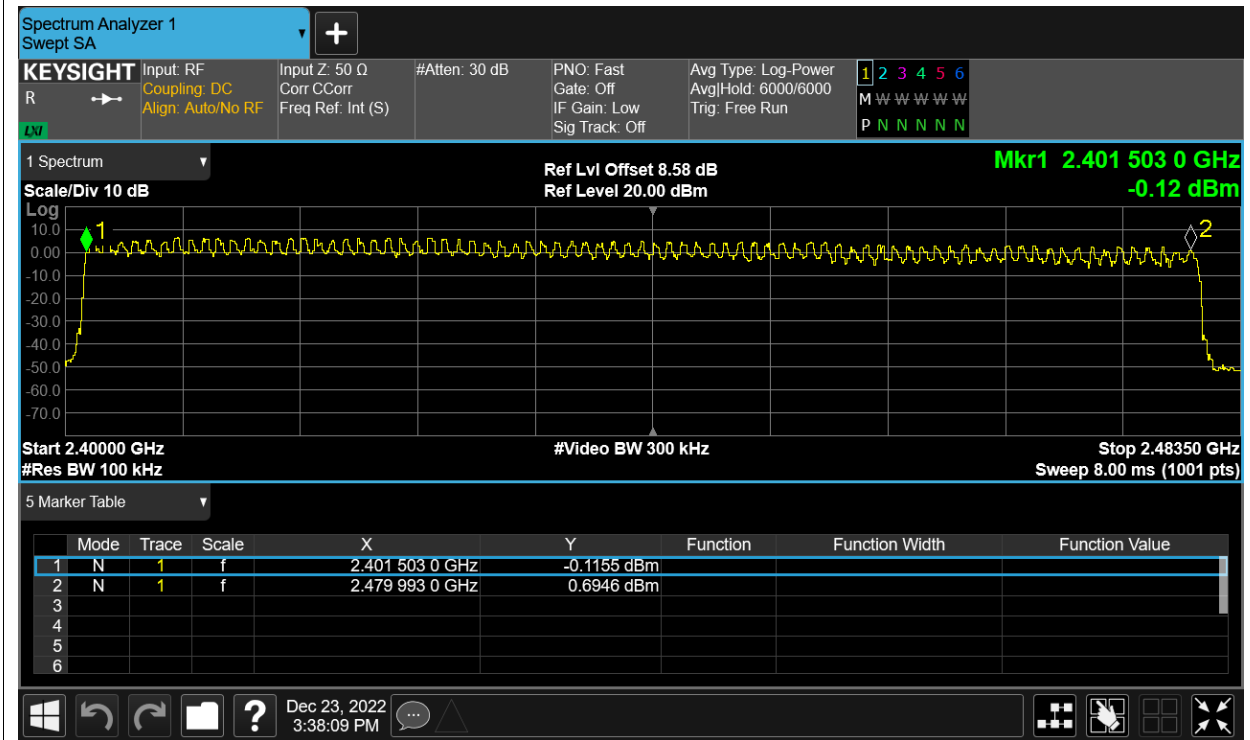 Spectrum Analyzer 1
Swept SA
+
KEYSIGHT
R
LXI
Input: RF
Coupling: DC
Align: Auto/No RF
Input Z: 50 Ω
Corr CCorr
Freq Ref: Int (S)
#Atten: 30 dB
PNO: Fast
Gate: Off
IF Gain: Low
Sig Track: Off
Avg Type: Log-Power
Avg|Hold: 6000/6000
Trig: Free Run
1 2 3 4 5 6
M W W W W W
P N N N N N
1 Spectrum
Scale/Div 10 dB
Ref Lvl Offset 8.58 dB
Ref Level 20.00 dBm
Mkr1 2.401 503 0 GHz
-0.12 dBm
Log
10.0
0.00
-10.0
-20.0
-30.0
-40.0
-50.0
-60.0
-70.0
1
2
Start 2.40000 GHz
#Res BW 100 kHz
#Video BW 300 kHz
Stop 2.48350 GHz
Sweep 8.00 ms (1001 pts)
5 Marker Table
Mode Trace Scale X Y Function Function Width Function Value
1 N 1 f 2.401 503 0 GHz -0.1155 dBm
2 N 1 f 2.479 993 0 GHz 0.6946 dBm
3
4
5
6
?
Dec 23, 2022
3:38:09 PM